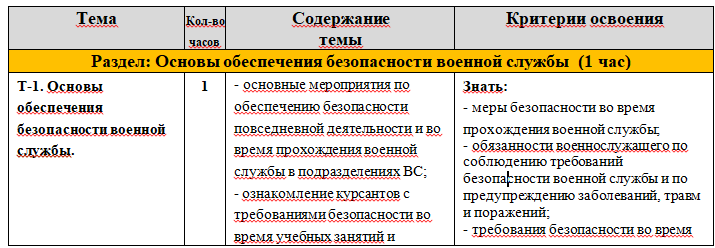 Тема
Кол-во
часов
Содержание
темы
Критерии освоения
Раздел: Основы обеспечения безопасности военной службы (1 час)
Т-1. Основы
обеспечения
безопасности военной
службы.
1
- основные мероприятия по
обеспечению безопасности
повседневной деятельности и во
время прохождения военной
службы в подразделениях ВС;
- ознакомление курсантов с
требованиями безопасности во
время учебных занятий и
Знать:
- меры безопасности во время
прохождения военной службы;
- обязанности военнослужащего по
соблюдению требований
безопасности военной службы и по
предупреждению заболеваний, травм
и поражений;
- требования безопасности во время